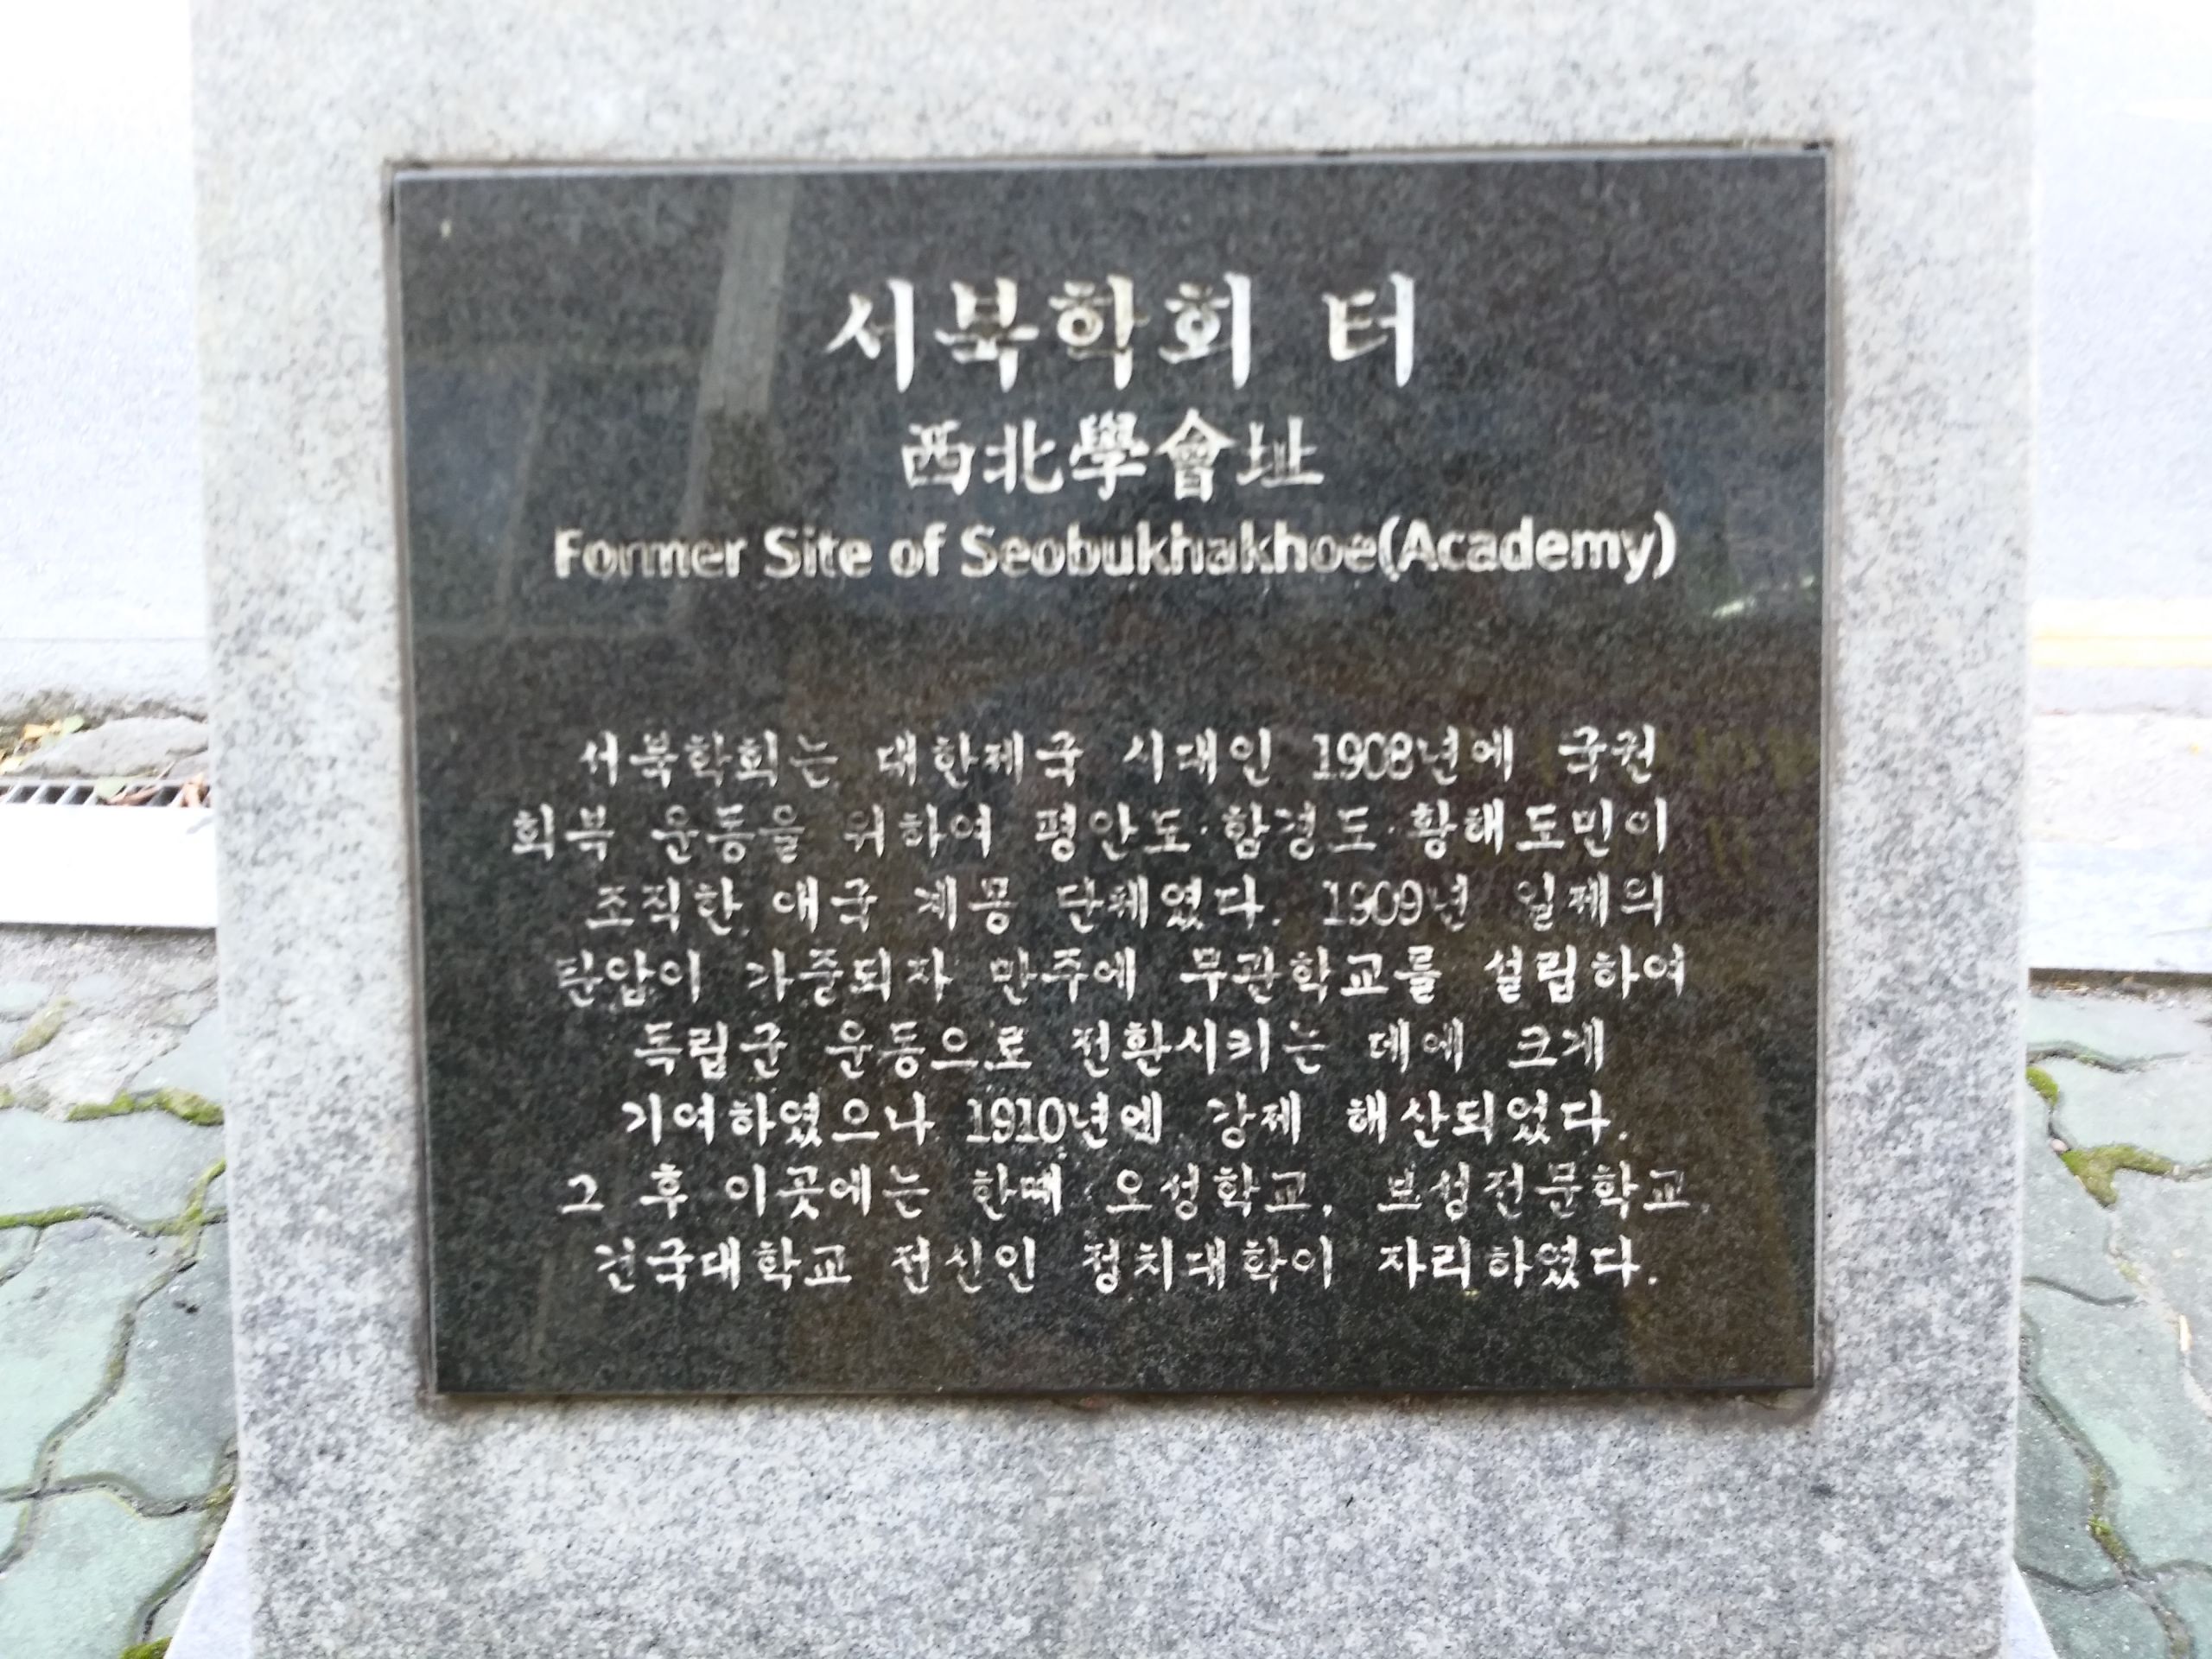 서북학회 터
西北學會址
Former Site of Seobukhakhoe(Academy)
서북학회는 대한제국 시대인 1908년에 국권
회복 운동을 위하여 평안도·함경도·황해도민이
조직한 애국 계몽 단체였다. 1909년 일제의
탄압이 가중되자 만주에 무관학교를 설립하여
독립군 운동으로 전환시키는 데에 크게
기여하였으나 1910년엔 강제 해산되었다.
그 후 이곳에는 한때 오성학교, 보성전문학교,
건국대학교 전신인 정치대학이 자리하였다.